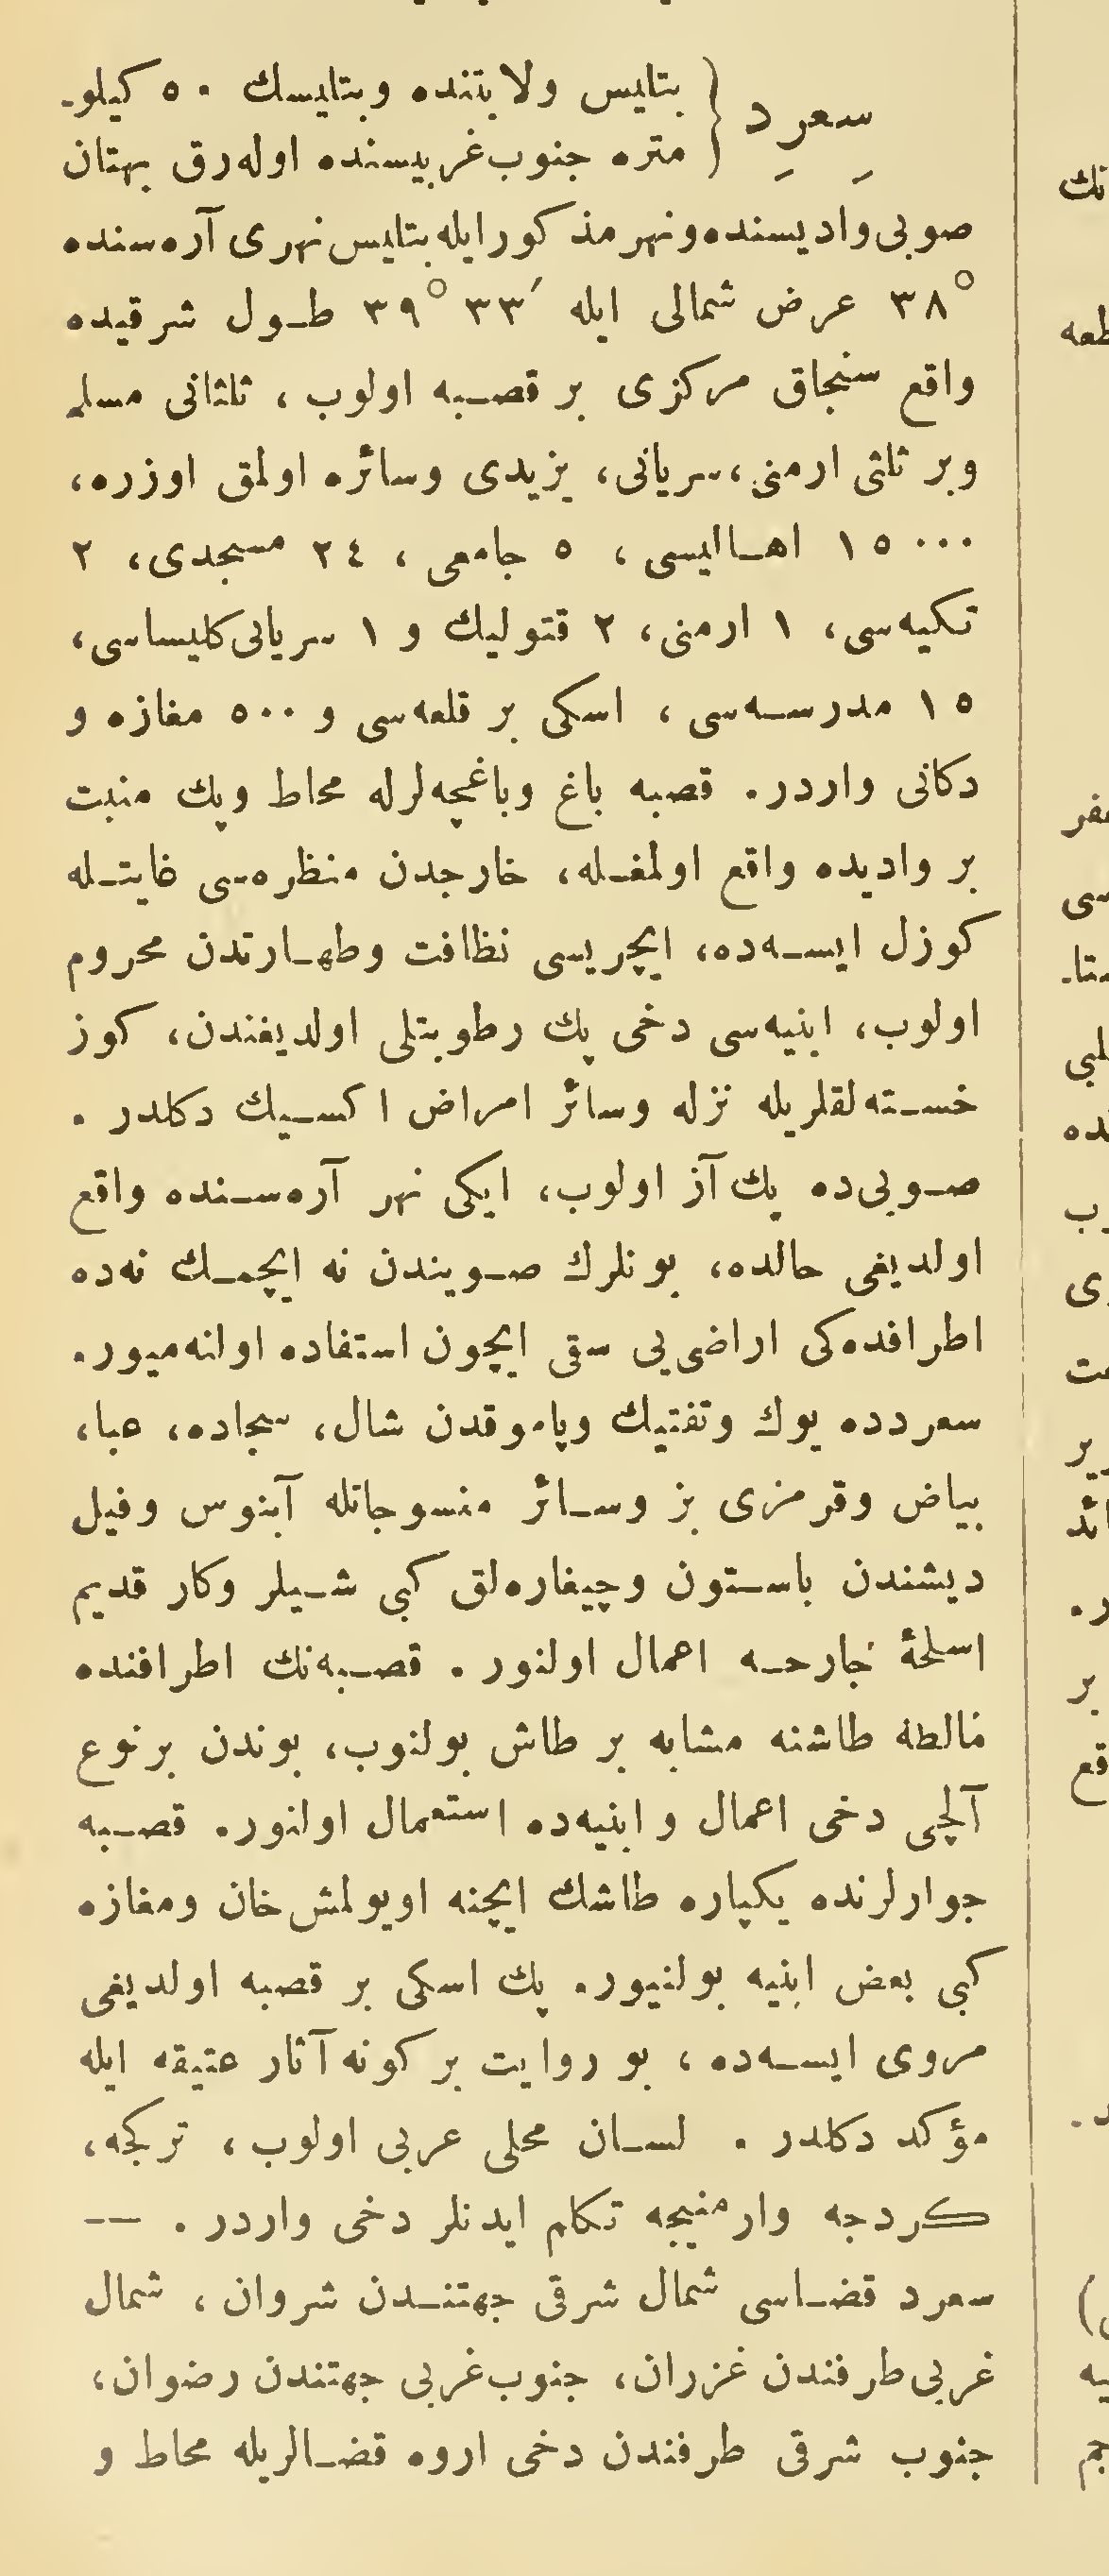 سعرد { بتليس ولايتنده وبتليسك ٥٠ كيلو-
متره جنوب غربيسنده اوله‌رق بهتان
صوبی واديسنده ونهر مذكور ايله بتليس نهری آره‌سنده
٣٨° عرض شمالی ايله ٣٣´ ٣٩° طول شرقيده
واقع سنجاق مركزی بر قصبه اولوب ، ثلثانی مسلم
وبر ثلثی ارمنی، سريانی، يزيدی وسائره اولمق اوزره،
١٥٠٠٠ اهاليسی ، ٥ جامعی ، ٢٤ مسجدی، ٢
تكيه‌سی، ١ ارمنی، ٢ قتوليك و ١ سريانی كليساسی،
١٥ مدرسه‌سی ، اسكی بر قلعه‌سی و ٥٠٠ مغازه و
دكانی واردر. قصبه باغ وباغچه‌لرله محاط وپك منبت
بر واديده واقع اولمغله، خارجدن منظره‌سی غايتله
كوزل ايسه‌ده، ايچريسی نظافت وطهارتدن محروم
اولوب، ابنيه‌سی دخی پك رطوبتلی اولديغندن، كوز
خسته‌لقلريله نزله وسائر امراض اكسيك دكلدر .
صوبی‌ده پك آز اولوب، ايكی نهر آره‌سنده واقع
اولديغی حالده، بونلرك صويندن نه ايچمك نه‌ده
اطرافده‌كی اراضی‌يی سقی ايچون استفاده اولنه‌ميور.
سعردده يوك وتفتيك وپاموقدن شال، سجاده، عبا،
بياض وقرمزی بز وسائر منسوجاتله آبنوس وفيل
ديشندن باستون وچيغاره‌لق كبی شيلر وكار قديم
اسلحۀ جارحه اعمال اولنور . قصبه‌نك اطرافنده
مالطه طاشنه مشابه بر طاش بولنوب، بوندن برنوع
آلچی دخی اعمال و ابنيه‌ده استعمال اولنور. قصبه
جوارلرنده يكپاره طاشك ايچنه اويولمش خان ومغازه
كبی بعض ابنيه بولنيور. پك اسكی بر قصبه اولديغی
مروی ايسه‌ده ، بو روايت بر كونه آثار عتيقه ايله
مؤكد دكلدر . لسان محلی عربی اولوب ، تركجه،
كردجه وارمنيجه تكلم ايدنلر دخی واردر . —
سعرد قضاسی شمال شرقی جهتندن شروان ، شمال
غربی طرفندن غزران، جنوب غربی جهتندن رضوان،
جنوب شرقی طرفندن دخی اروه قضالريله محاط و